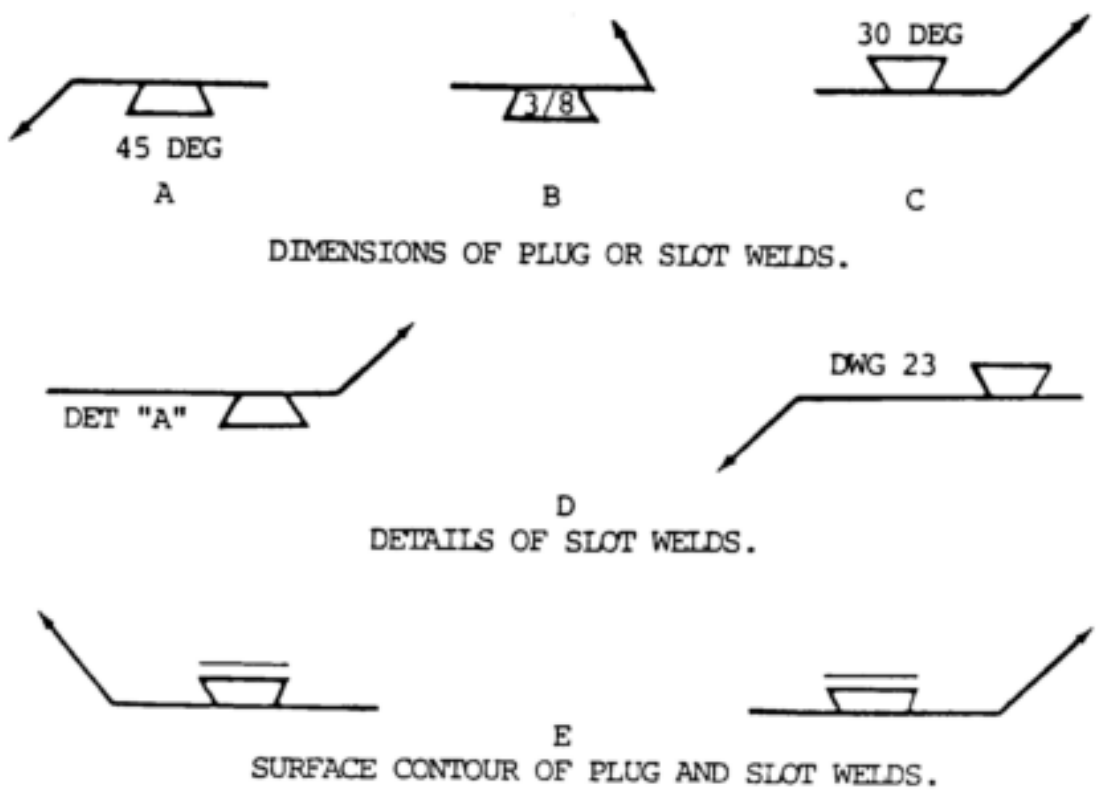 30 DEG
3/8
45 DEG
A B C
DIMENSIONS OF PLUG OR SLOT WELDS.
DWG 23
DET "A"
D
DETAILS OF SLOT WELDS.
E
SURFACE CONTOUR OF PLUG AND SLOT WELDS.